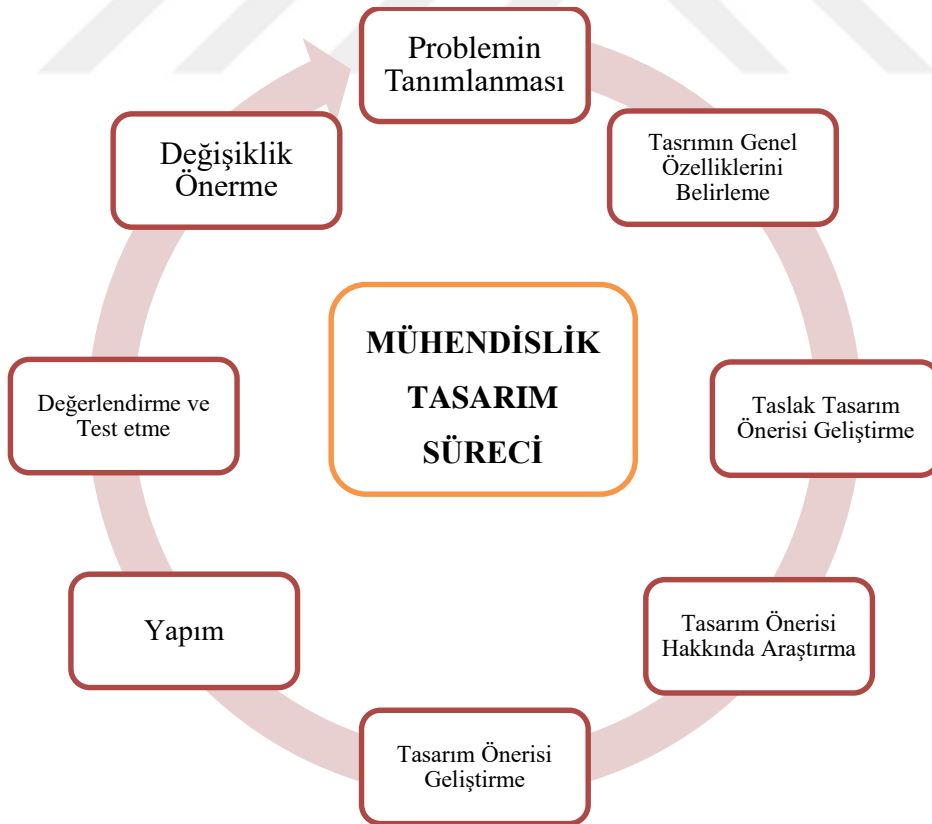 Problemin
Tanımlanması
Tasrımın Genel
Özelliklerini
Belirleme
Taslak Tasarım
Önerisi Geliştirme
Tasarım Önerisi
Hakkında Araştırma
Tasarım Önerisi
Geliştirme
Yapım
Değerlendirme ve
Test etme
Değişiklik
Önerme
MÜHENDİSLİK
TASARIM
SÜRECİ